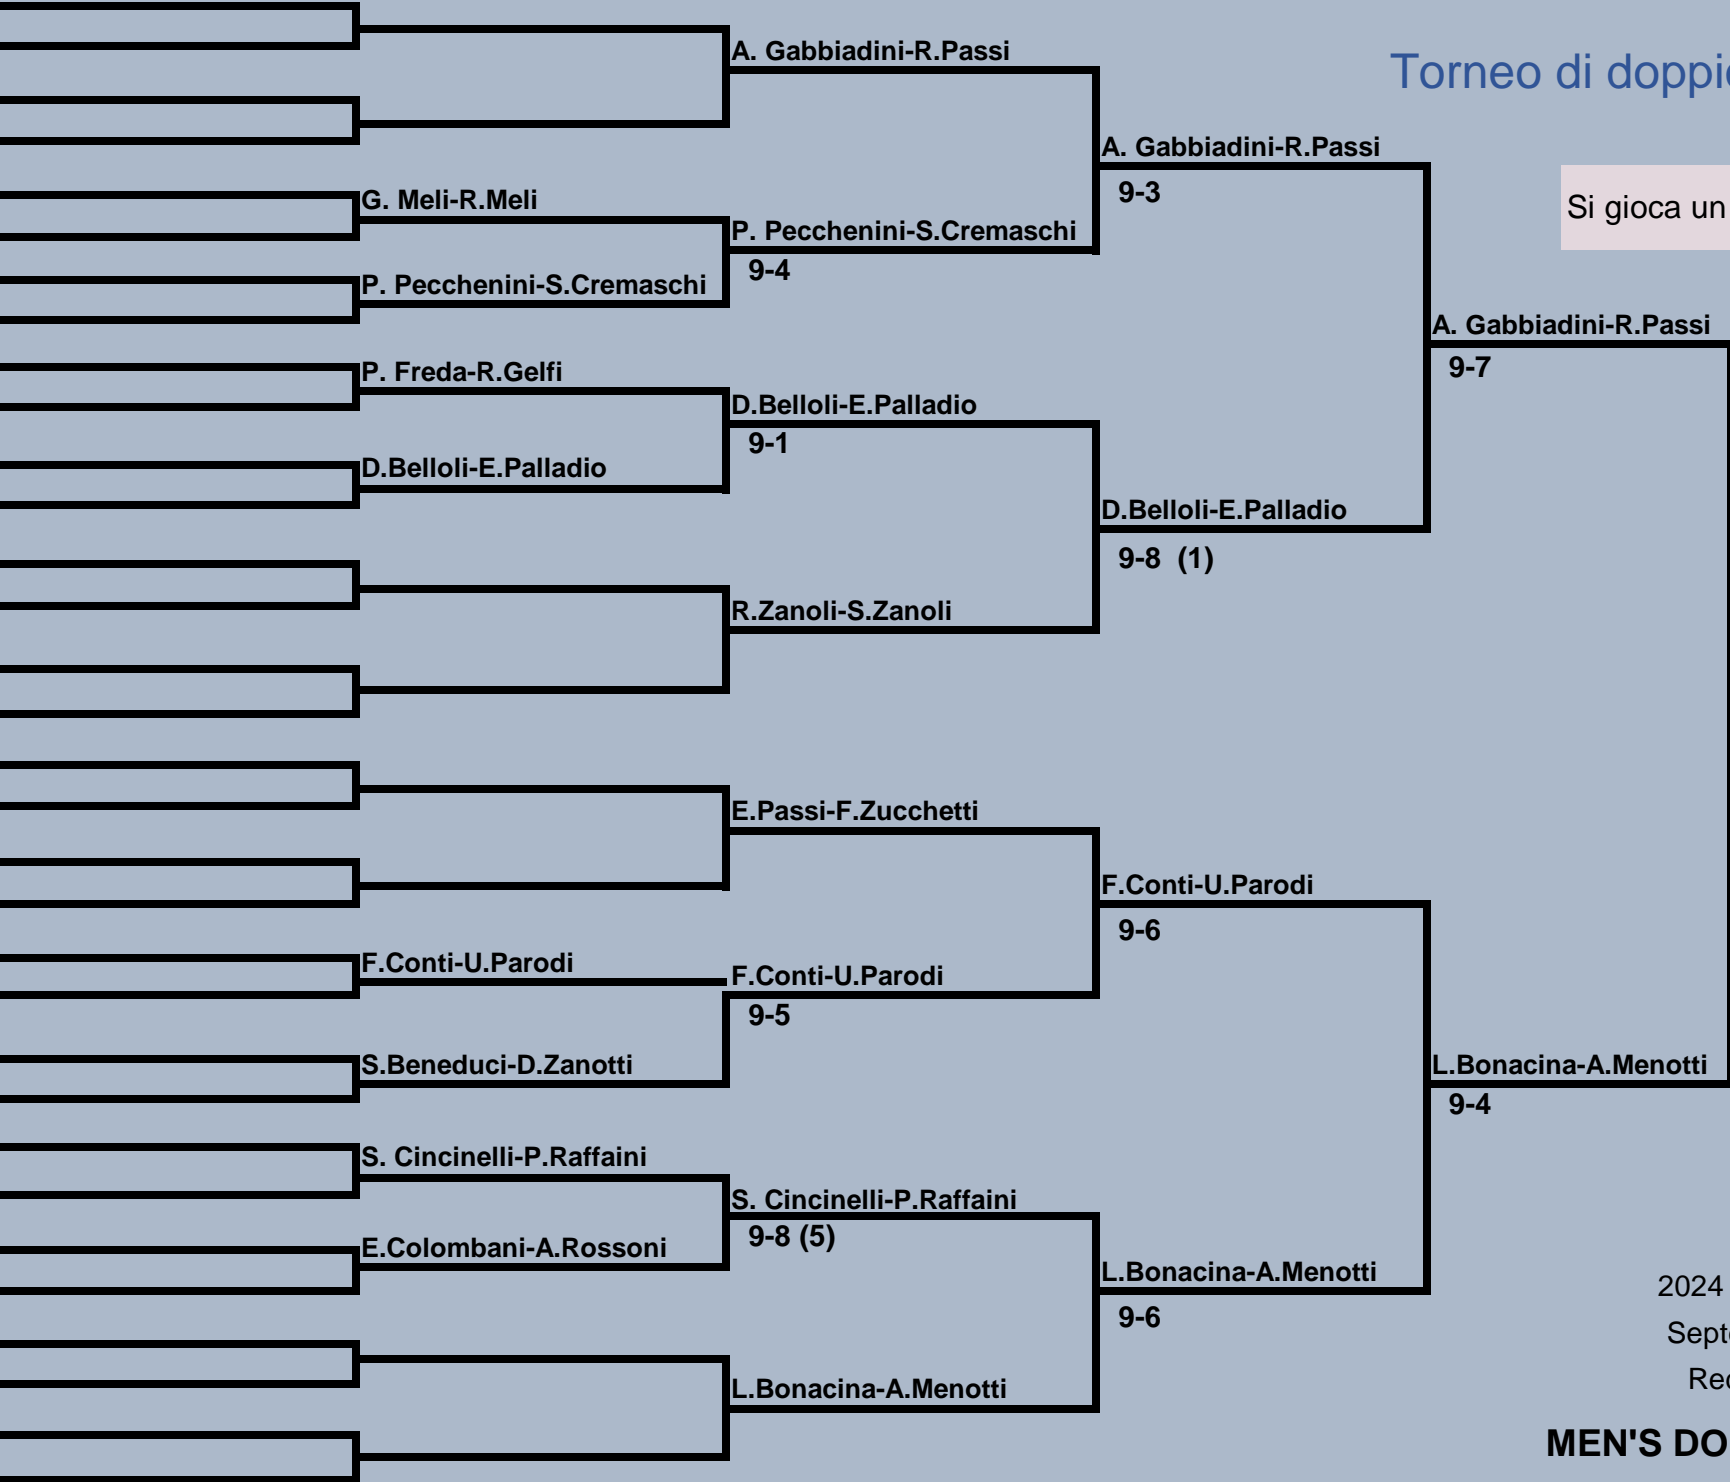 A. Gabbiadini-R.Passi
Torneo di doppi
A. Gabbiadini-R.Passi
9-3
Si gioca un
G. Meli-R.Meli
P. Pecchenini-S.Cremaschi
9-4
P. Pecchenini-S.Cremaschi
A. Gabbiadini-R.Passi
9-7
P. Freda-R.Gelfi
D.Belloli-E.Palladio
9-1
D.Belloli-E.Palladio
D.Belloli-E.Palladio
9-8 (1)
R.Zanoli-S.Zanoli
E.Passi-F.Zucchetti
F.Conti-U.Parodi
9-6
F.Conti-U.Parodi
F.Conti-U.Parodi
9-5
S.Beneduci-D.Zanotti
L.Bonacina-A.Menotti
9-4
S. Cincinelli-P.Raffaini
S. Cincinelli-P.Raffaini
9-8 (5)
E.Colombani-A.Rossoni
L.Bonacina-A.Menotti
9-6
2024
Sept
Rec
L.Bonacina-A.Menotti
MEN'S DO